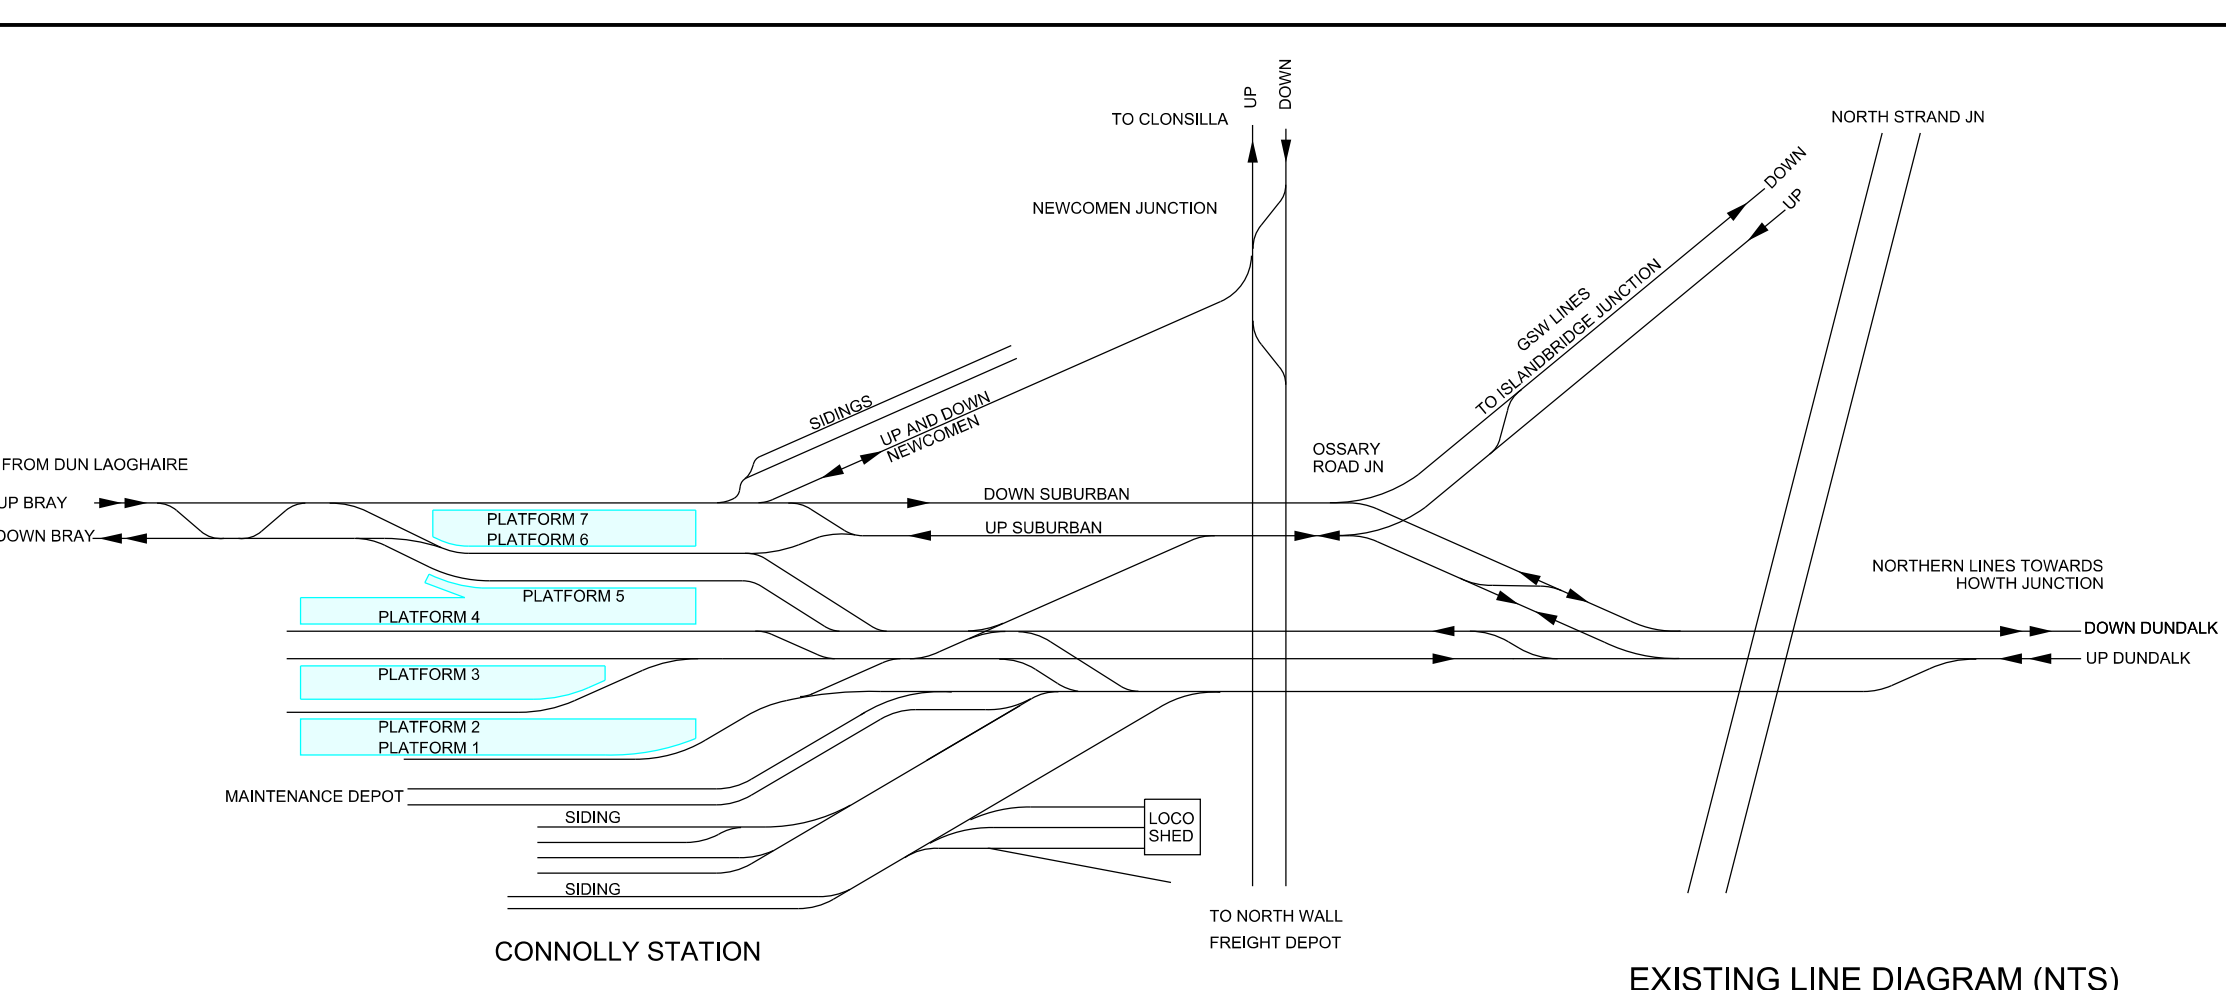 UP
DOWN
TO CLONSILLA
NORTH STRAND JN
DOWN
UP
NEWCOMEN JUNCTION
GSW LINES
TO ISLANDBRIDGE JUNCTION
SIDINGS
UP AND DOWN
NEWCOMEN
OSSARY
ROAD JN
FROM DUN LAOGHAIRE
UP BRAY
DOWN BRAY
DOWN SUBURBAN
UP SUBURBAN
PLATFORM 7
PLATFORM 6
PLATFORM 5
PLATFORM 4
PLATFORM 3
PLATFORM 2
PLATFORM 1
NORTHERN LINES TOWARDS
HOWTH JUNCTION
DOWN DUNDALK
UP DUNDALK
MAINTENANCE DEPOT
SIDING
SIDING
LOCO
SHED
TO NORTH WALL
FREIGHT DEPOT
CONNOLLY STATION
EXISTING LINE DIAGRAM (NTS)